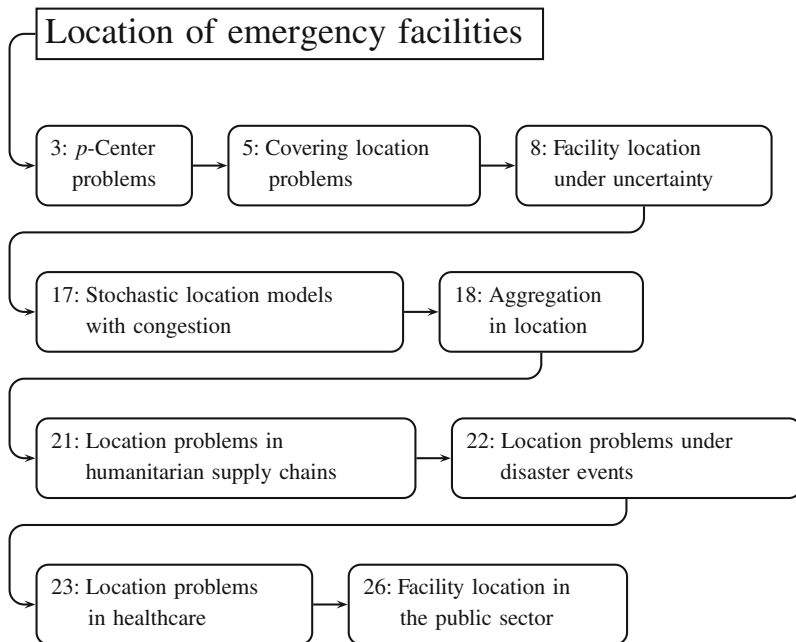 Location of emergency facilities
3: p-Center
problems
5: Covering location
problems
8: Facility location
under uncertainty
17: Stochastic location models
with congestion
18: Aggregation
in location
21: Location problems in
humanitarian supply chains
22: Location problems under
disaster events
23: Location problems
in healthcare
26: Facility location in
the public sector